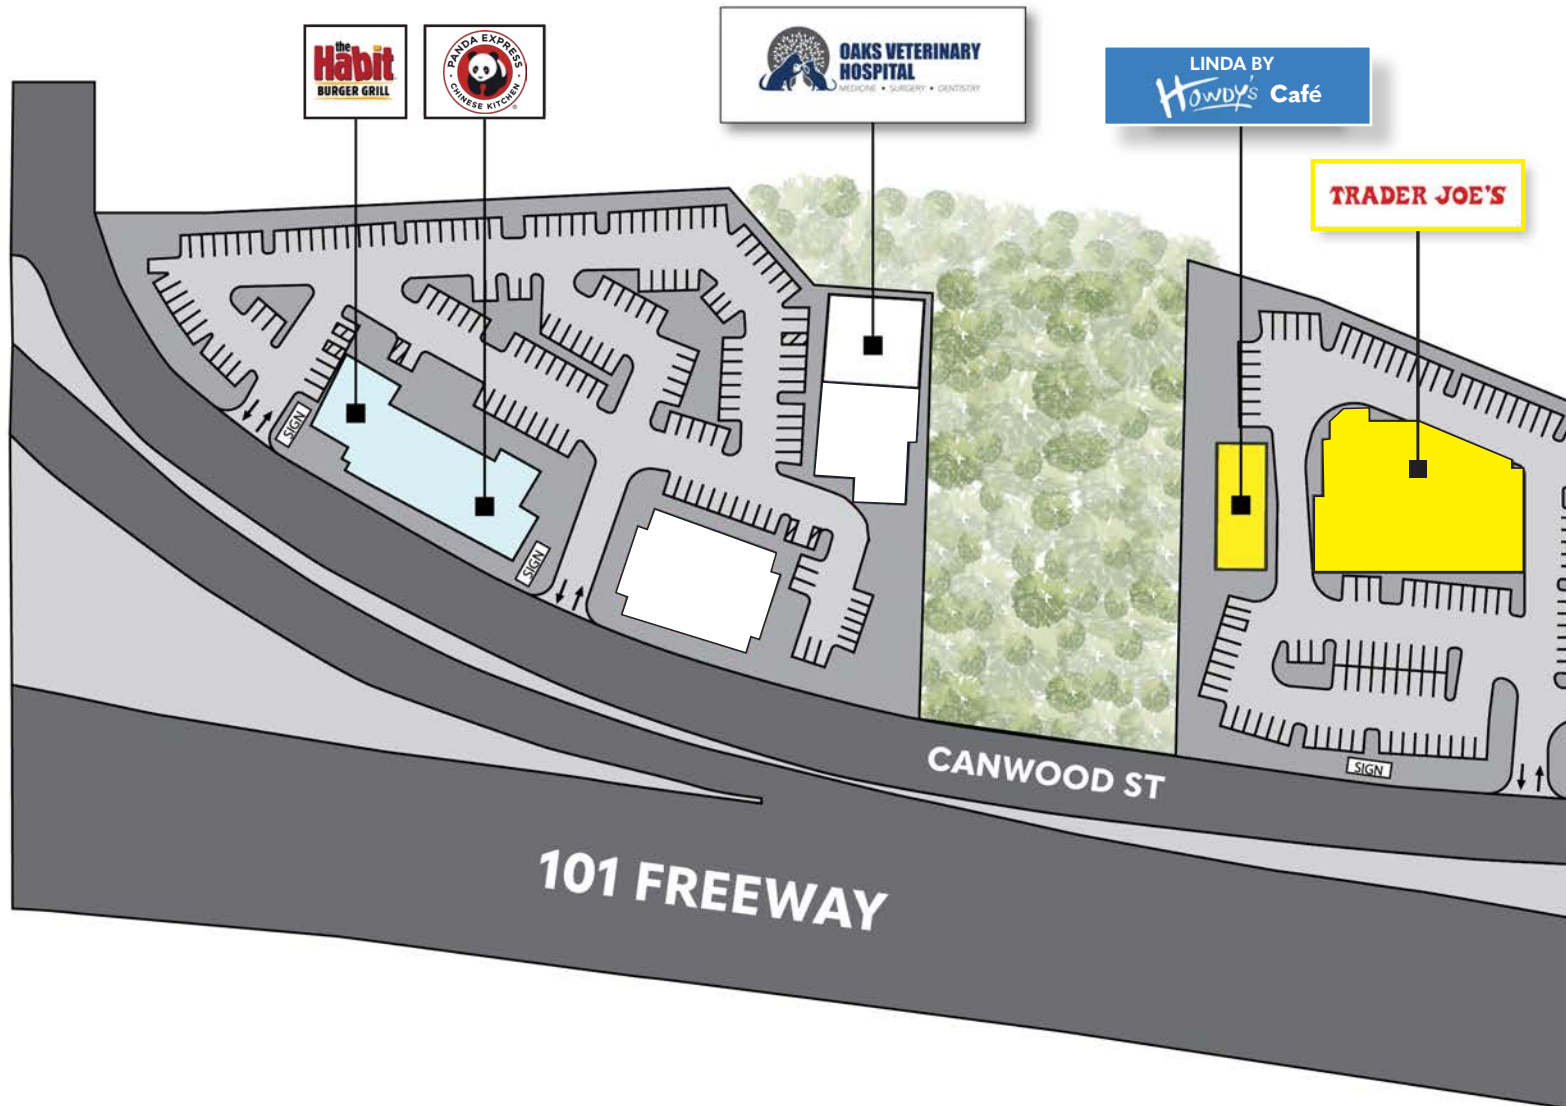 the
Habit
BURGER GRILL
PANDA EXPRESS
CHINESE KITCHEN
OAKS VETERINARY
HOSPITAL
MEDICINE • SURGERY • DENTISTRY
LINDA BY
HOWDY'S Café
TRADER JOE'S
SIGN
SIGN
SIGN
CANWOOD ST
101 FREEWAY